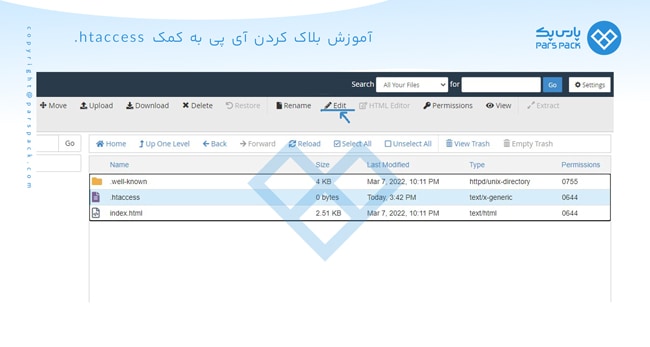 آموزش بلاک کردن آی پی به کمک htaccess.
پارس پک
PARS PACK
copyright@parspack.com
Search All Your Files for Go Settings
Move Upload Download Delete Restore Rename Edit HTML Editor Permissions View Extract
Go Home Up One Level Back Forward Reload Select All Unselect All View Trash Empty Trash
Name Size Last Modified Type Permissions
.well-known 4 KB Mar 7, 2022, 10:11 PM httpd/unix-directory 0755
.htaccess 0 bytes Today, 3:42 PM text/x-generic 0644
index.html 2.51 KB Mar 7, 2022, 10:11 PM text/html 0644